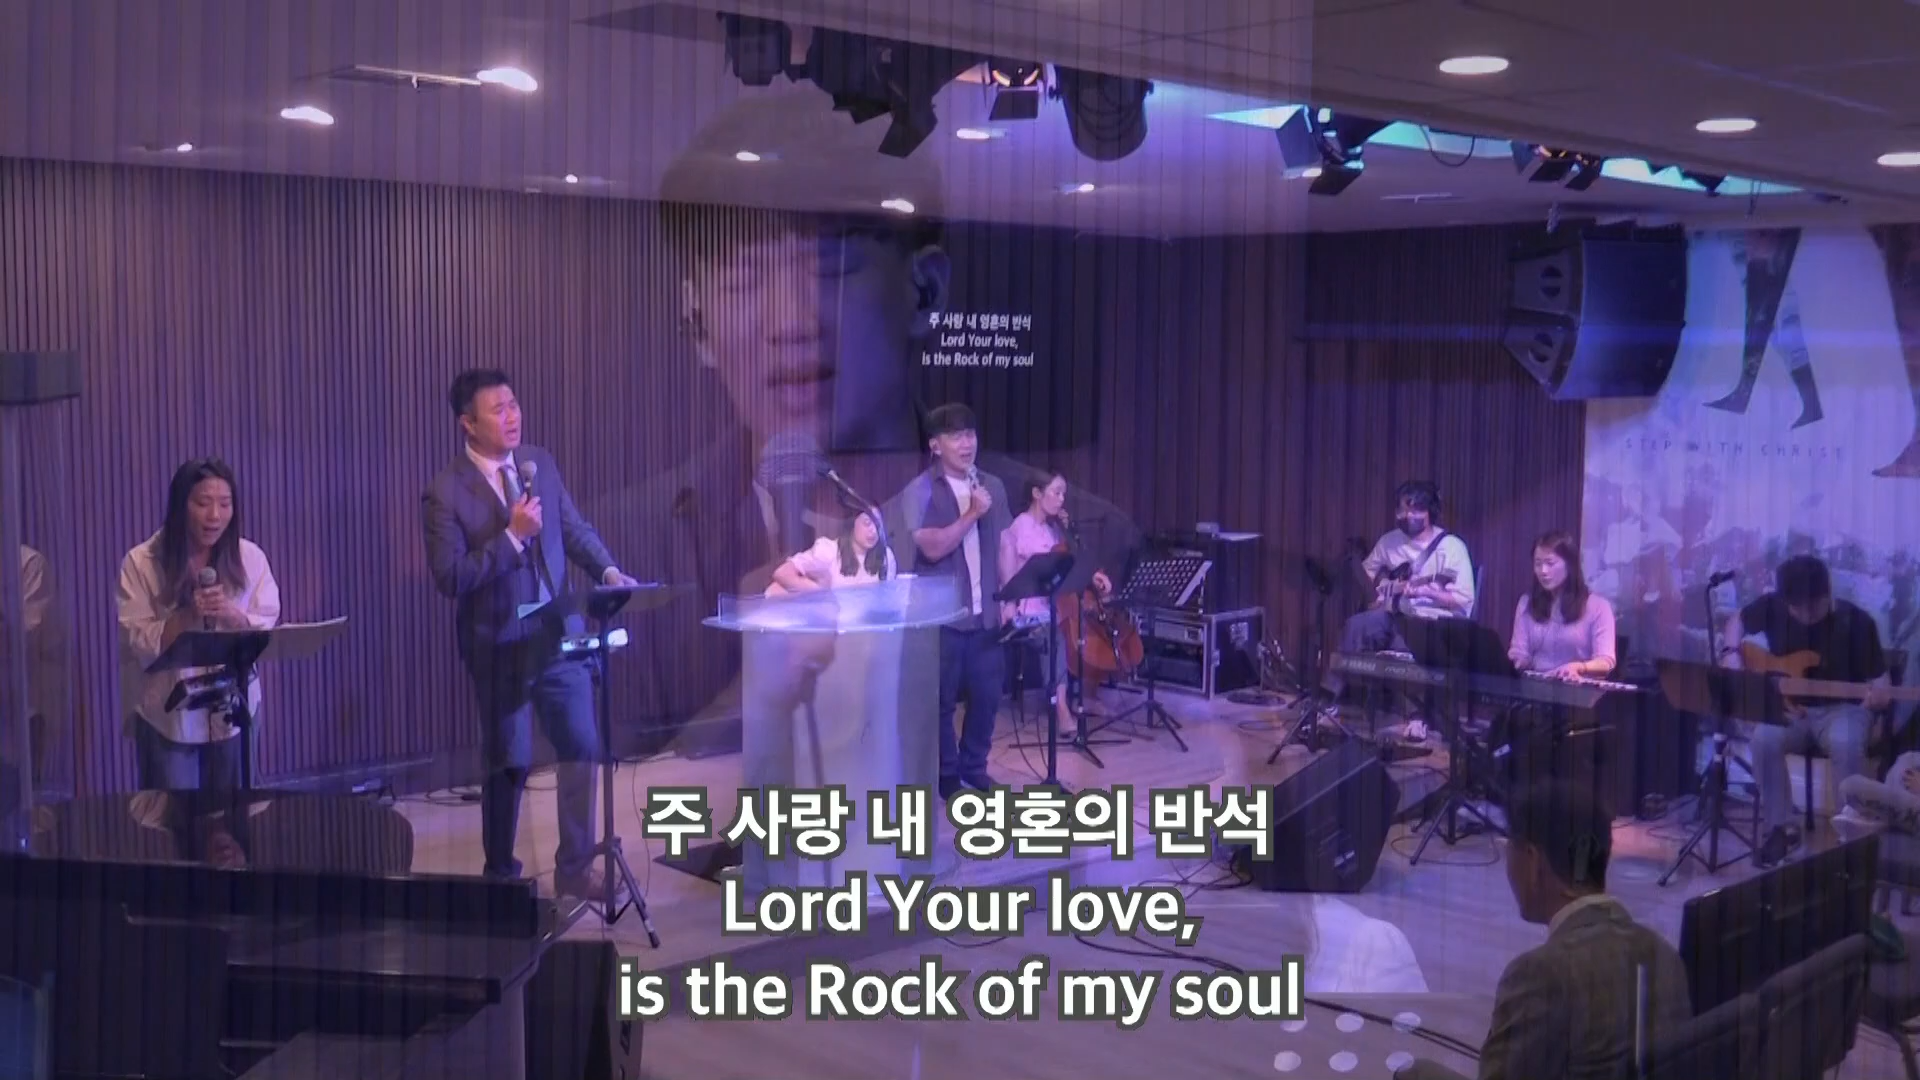 주 사랑 내 영혼의 반석
Lord Your love,
Is the Rock of my soul
STEP WITH CHRIST
YAMAHA
주 사랑 내 영혼의 반석
Lord Your love,
is the Rock of my soul